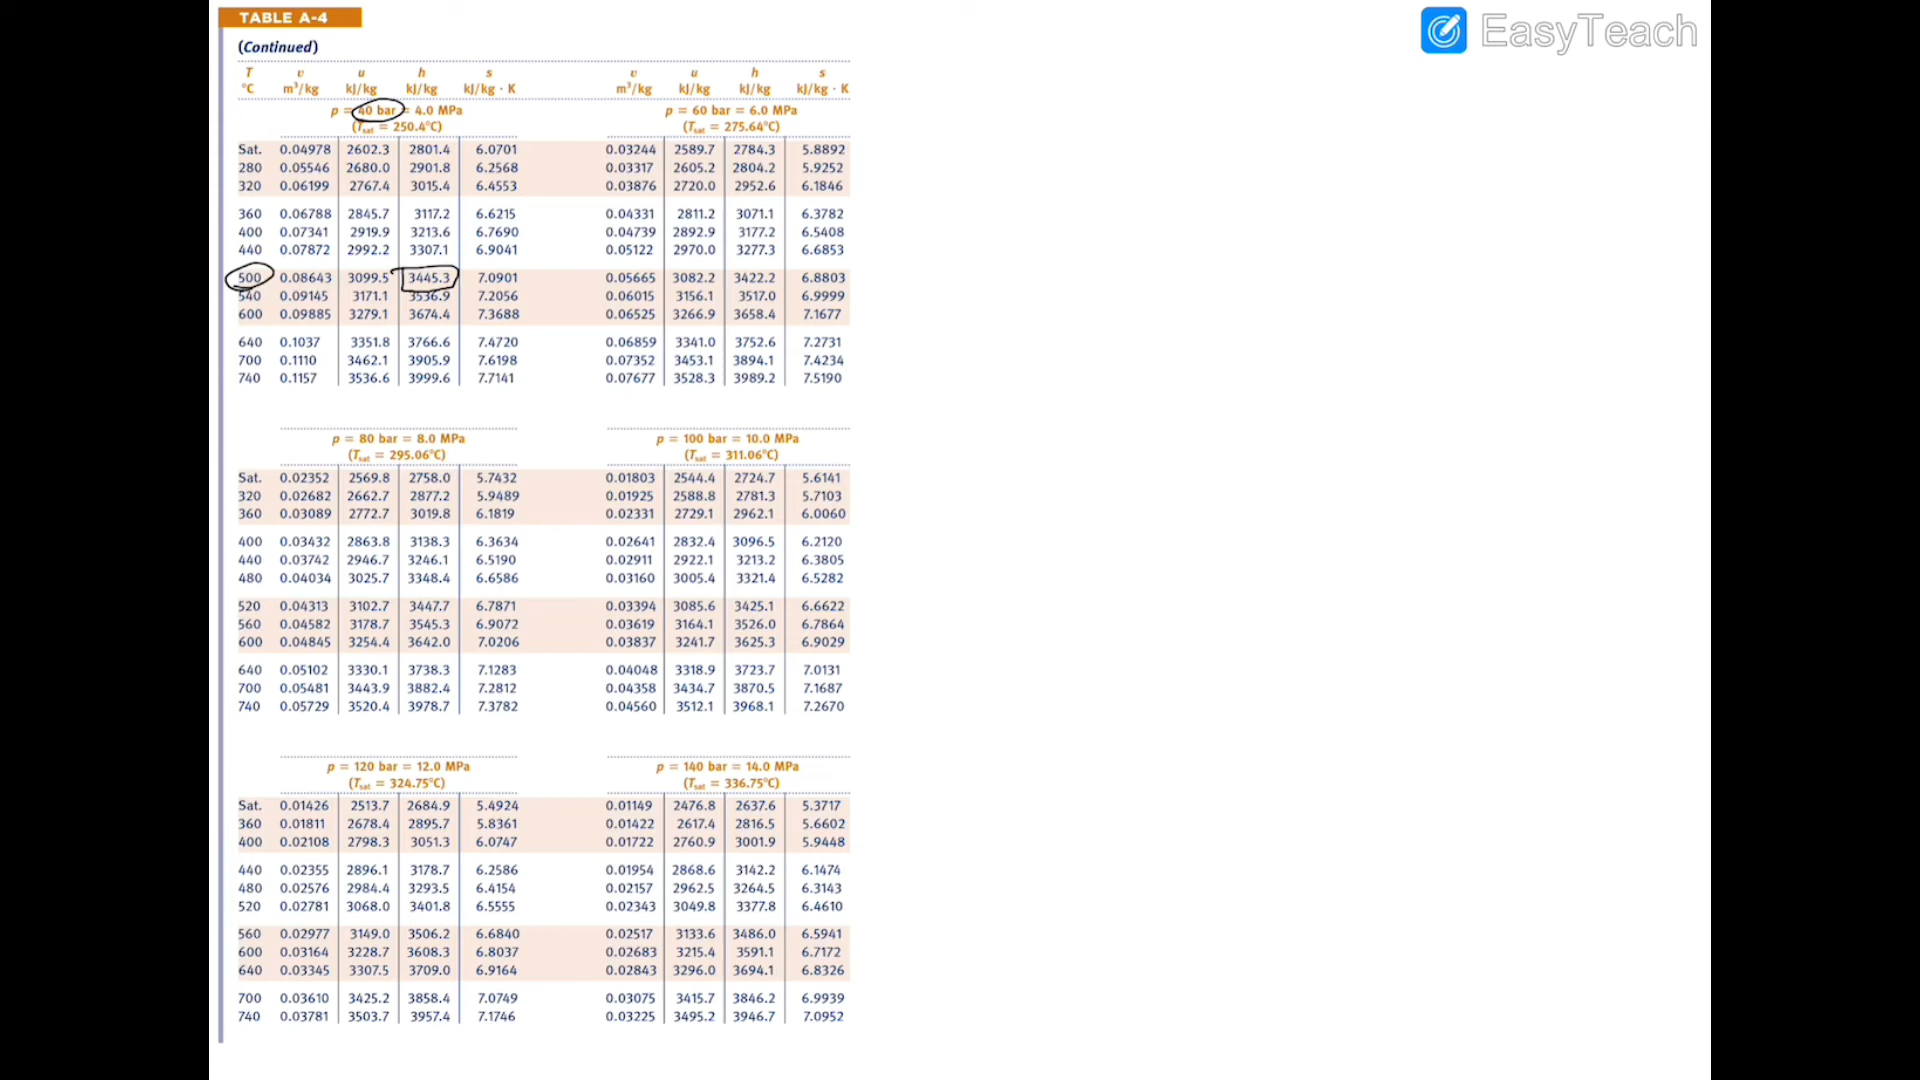 TABLE A-4
EasyTeach
(Continued)
T v u h s v u h s
°C m³/kg kJ/kg kJ/kg kJ/kg · K m³/kg kJ/kg kJ/kg kJ/kg · K
p = 40 bar = 4.0 MPa p = 60 bar = 6.0 MPa
(Tsat = 250.4°C) (Tsat = 275.64°C)
Sat. 0.04978 2602.3 2801.4 6.0701 0.03244 2589.7 2784.3 5.8892
280 0.05546 2680.0 2901.8 6.2568 0.03317 2605.2 2804.2 5.9252
320 0.06199 2767.4 3015.4 6.4553 0.03876 2720.0 2952.6 6.1846
360 0.06788 2845.7 3117.2 6.6215 0.04331 2811.2 3071.1 6.3782
400 0.07341 2919.9 3213.6 6.7690 0.04739 2892.9 3177.2 6.5408
440 0.07872 2992.2 3307.1 6.9041 0.05122 2970.0 3277.3 6.6853
500 0.08643 3099.5 3445.3 7.0901 0.05665 3082.2 3422.2 6.8803
540 0.09145 3171.1 3536.9 7.2056 0.06015 3156.1 3517.0 6.9999
600 0.09885 3279.1 3674.4 7.3688 0.06525 3266.9 3658.4 7.1677
640 0.1037 3351.8 3766.6 7.4720 0.06859 3341.0 3752.6 7.2731
700 0.1110 3462.1 3905.9 7.6198 0.07352 3453.1 3894.1 7.4234
740 0.1157 3536.6 3999.6 7.7141 0.07677 3528.3 3989.2 7.5190
p = 80 bar = 8.0 MPa p = 100 bar = 10.0 MPa
(Tsat = 295.06°C) (Tsat = 311.06°C)
Sat. 0.02352 2569.8 2758.0 5.7432 0.01803 2544.4 2724.7 5.6141
320 0.02682 2662.7 2877.2 5.9489 0.01925 2588.8 2781.3 5.7103
360 0.03089 2772.7 3019.8 6.1819 0.02331 2729.1 2962.1 6.0060
400 0.03432 2863.8 3138.3 6.3634 0.02641 2832.4 3096.5 6.2120
440 0.03742 2946.7 3246.1 6.5190 0.02911 2922.1 3213.2 6.3805
480 0.04034 3025.7 3348.4 6.6586 0.03160 3005.4 3321.4 6.5282
520 0.04313 3102.7 3447.7 6.7871 0.03394 3085.6 3425.1 6.6622
560 0.04582 3178.7 3545.3 6.9072 0.03619 3164.1 3526.0 6.7864
600 0.04845 3254.4 3642.0 7.0206 0.03837 3241.7 3625.3 6.9029
640 0.05102 3330.1 3738.3 7.1283 0.04048 3318.9 3723.7 7.0131
700 0.05481 3443.9 3882.4 7.2812 0.04358 3434.7 3870.5 7.1687
740 0.05729 3520.4 3978.7 7.3782 0.04560 3512.1 3968.1 7.2670
p = 120 bar = 12.0 MPa p = 140 bar = 14.0 MPa
(Tsat = 324.75°C) (Tsat = 336.75°C)
Sat. 0.01426 2513.7 2684.9 5.4924 0.01149 2476.8 2637.6 5.3717
360 0.01811 2678.4 2895.7 5.8361 0.01422 2617.4 2816.5 5.6602
400 0.02108 2798.3 3051.3 6.0747 0.01722 2760.9 3001.9 5.9448
440 0.02355 2896.1 3178.7 6.2586 0.01954 2868.6 3142.2 6.1474
480 0.02576 2984.4 3293.5 6.4154 0.02157 2962.5 3264.5 6.3143
520 0.02781 3068.0 3401.8 6.5555 0.02343 3049.8 3377.8 6.4610
560 0.02977 3149.0 3506.2 6.6840 0.02517 3133.6 3486.0 6.5941
600 0.03164 3228.7 3608.3 6.8037 0.02683 3215.4 3591.1 6.7172
640 0.03345 3307.5 3709.0 6.9164 0.02843 3296.0 3694.1 6.8326
700 0.03610 3425.2 3858.4 7.0749 0.03075 3415.7 3846.2 6.9939
740 0.03781 3503.7 3957.4 7.1746 0.03225 3495.2 3946.7 7.0952